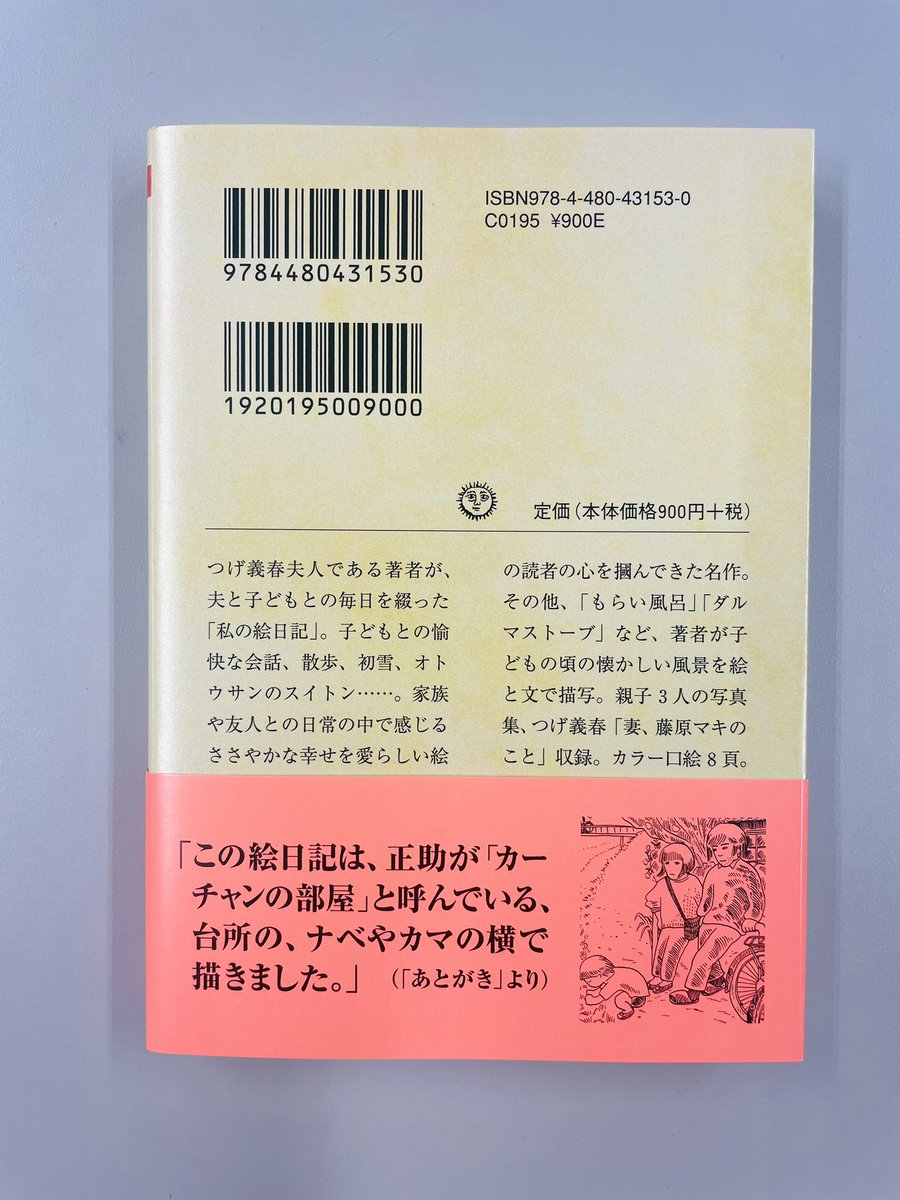 9784480431530
1920195009000
ISBN978-4-480-43153-0
C0195 ¥900E
定価(本体価格900円+税)
つげ義春夫人である著者が、
夫と子どもとの毎日を綴った
「私の絵日記」。子どもとの愉
快な会話、散歩、初雪、オト
ウサンのスイトン……。家族
や友人との日常の中で感じる
ささやかな幸せを愛らしい絵
の読者の心を摑んできた名作。
その他、「もらい風呂」「ダル
マストーブ」など、著者が子
どもの頃の懐かしい風景を絵
と文で描写。親子3人の写真
集、つげ義春「妻、藤原マキの
こと」収録。カラー口絵8頁。
「この絵日記は、正助が「カー
チャンの部屋」と呼んでいる、
台所の、ナベやカマの横で
描きました。」 (「あとがき」より)